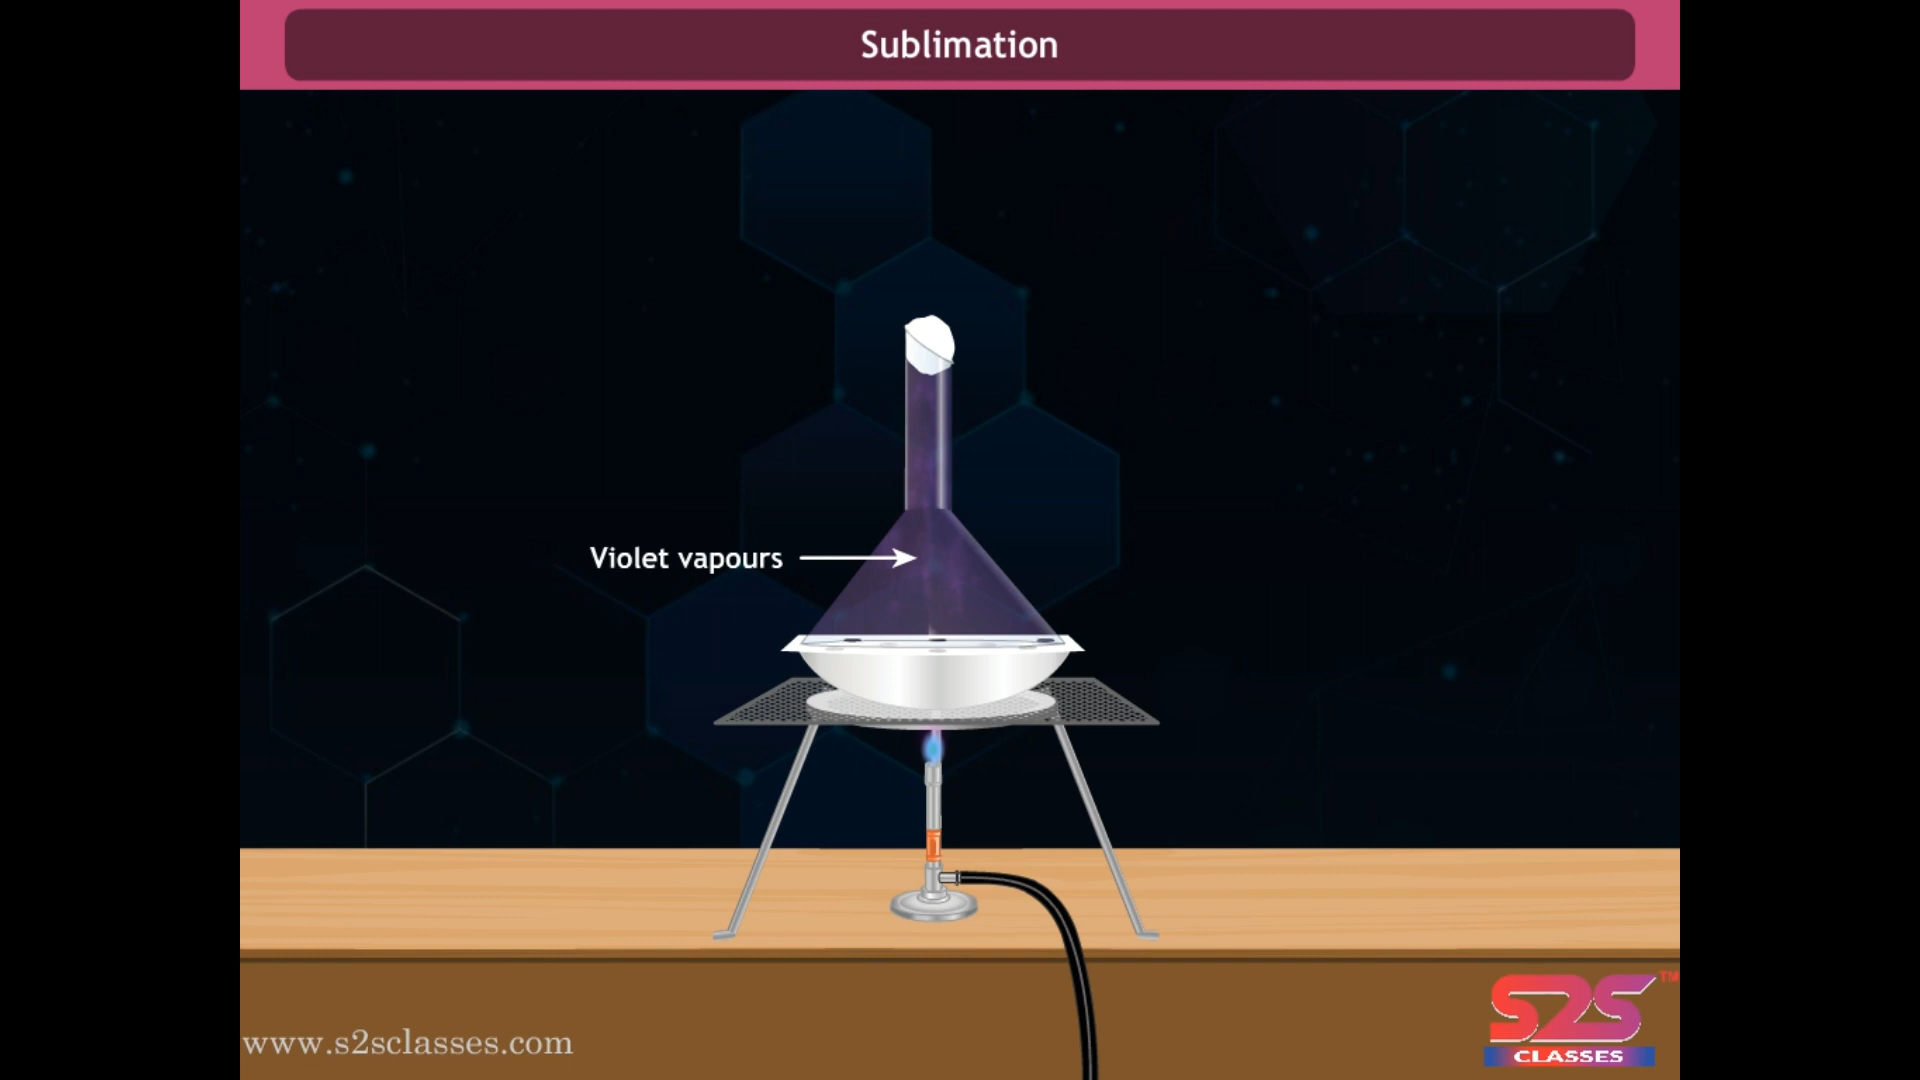 Sublimation
Violet vapours
www.s2sclasses.com
S2S
TM
CLASSES